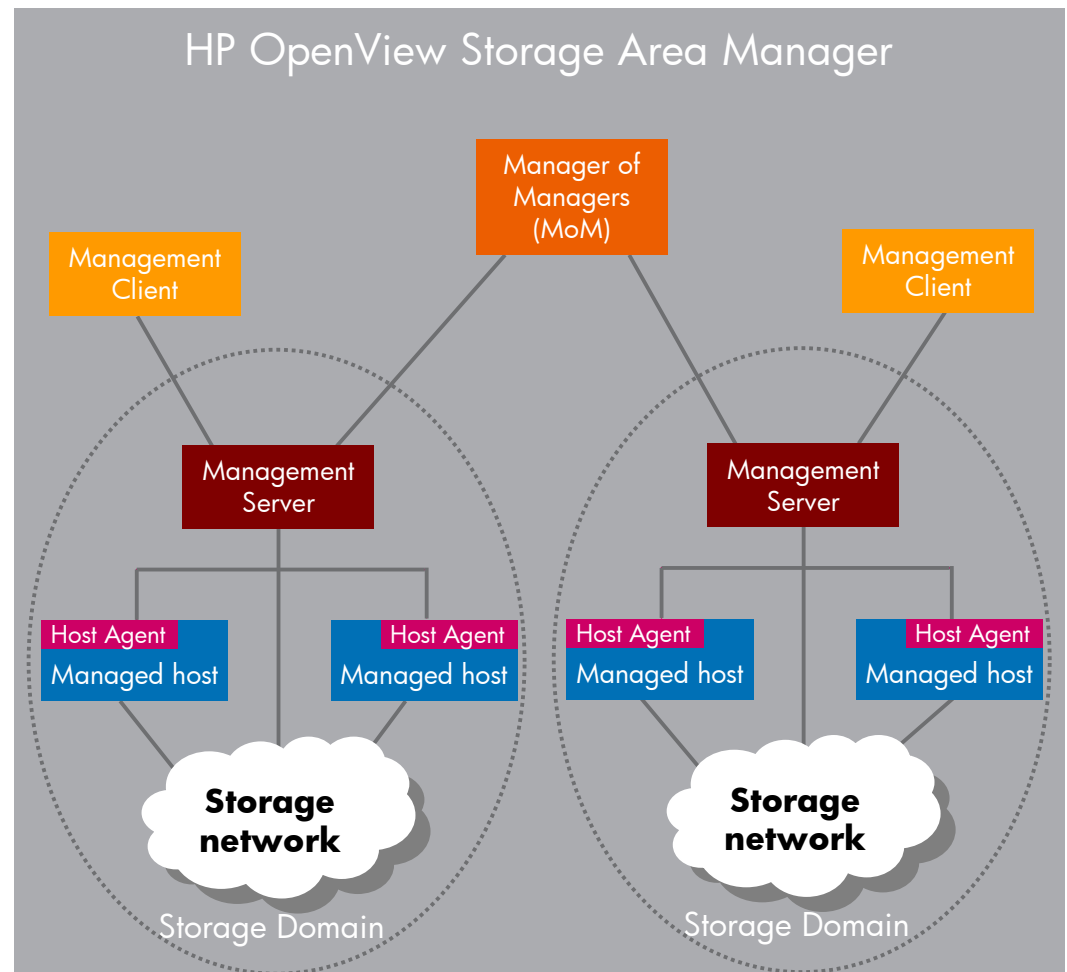 HP OpenView Storage Area Manager
Manager of
Managers
(MoM)
Management
Client
Management
Client
Management
Server
Management
Server
Host Agent
Managed host
Host Agent
Managed host
Host Agent
Managed host
Host Agent
Managed host
Storage
network
Storage
network
Storage Domain
Storage Domain